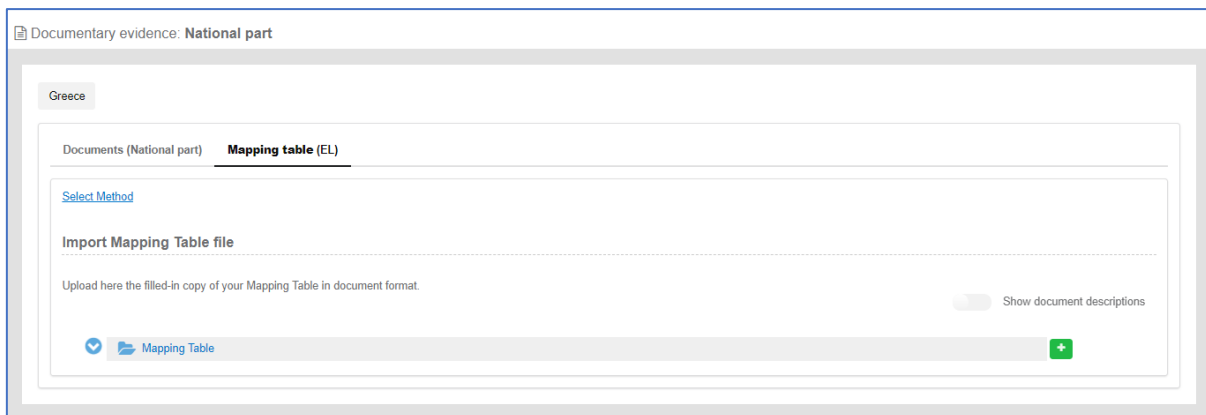 Documentary evidence: National part
Greece
Documents (National part) Mapping table (EL)
Select Method
Import Mapping Table file
Upload here the filled-in copy of your Mapping Table in document format.
Show document descriptions
Mapping Table